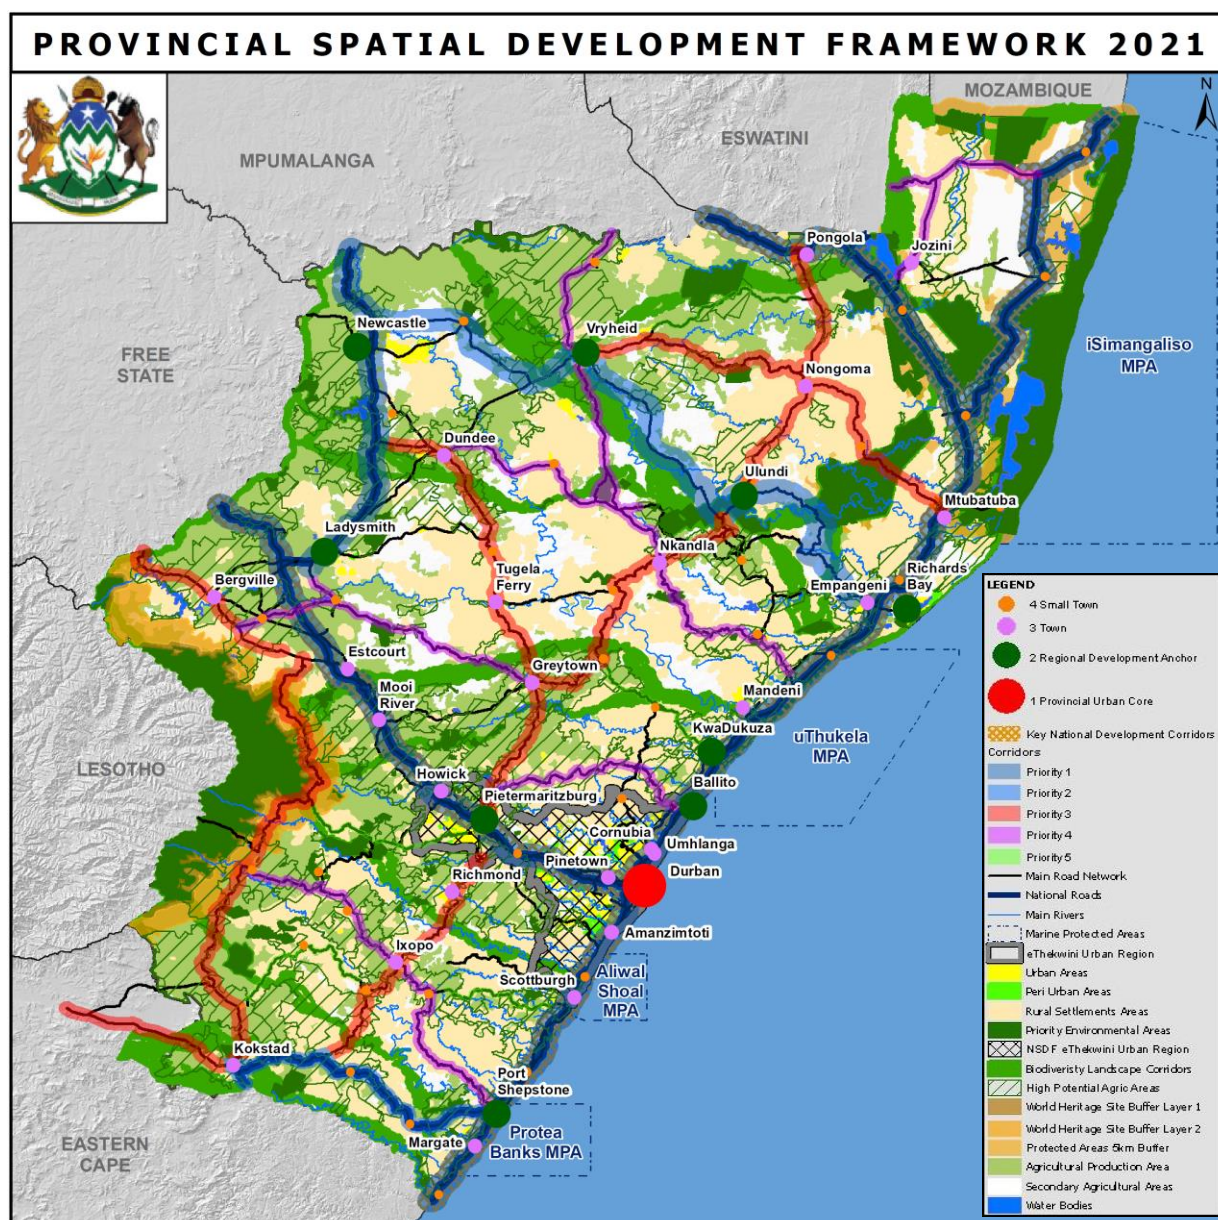 PROVINCIAL SPATIAL DEVELOPMENT FRAMEWORK 2021
MOZAMBIQUE
N
ESWATINI
MPUMALANGA
Pongola
Jozini
Newcastle
Vryheid
FREE
STATE
iSimangaliso
MPA
Nongoma
Dundee
Ulundi
Mtubatuba
Ladysmith
Nkandla
Tugela
Ferry
Richards
Bay
Bergville
Empangeni
Estcourt
Greytown
Mooi
River
Mandeni
KwaDukuza
uThukela
MPA
LESOTHO
Howick
Ballito
Pietermaritzburg
Cornubia
Umhlanga
Pinetown
Durban
Richmond
Amanzimtoti
Ixopo
Aliwal
Shoal
MPA
Scottburgh
Kokstad
Port
Shepstone
Protea
Banks MPA
Margate
EASTERN
CAPE
LEGEND
4 Small Town
3 Town
2 Regional Development Anchor
1 Provincial Urban Core
Key National Development Corridors
Corridors
Priority 1
Priority 2
Priority 3
Priority 4
Priority 5
Main Road Network
National Roads
Main Rivers
Marine Protected Areas
eThekwini Urban Region
Urban Areas
Peri Urban Areas
Rural Settlements Areas
Priority Environmental Areas
NSDF eThekwini Urban Region
Biodiveristy Landscape Corridors
High Potential Agric Areas
World Heritage Site Buffer Layer 1
World Heritage Site Buffer Layer 2
Protected Areas 5km Buffer
Agricultural Production Area
Secondary Agricultural Areas
Water Bodies